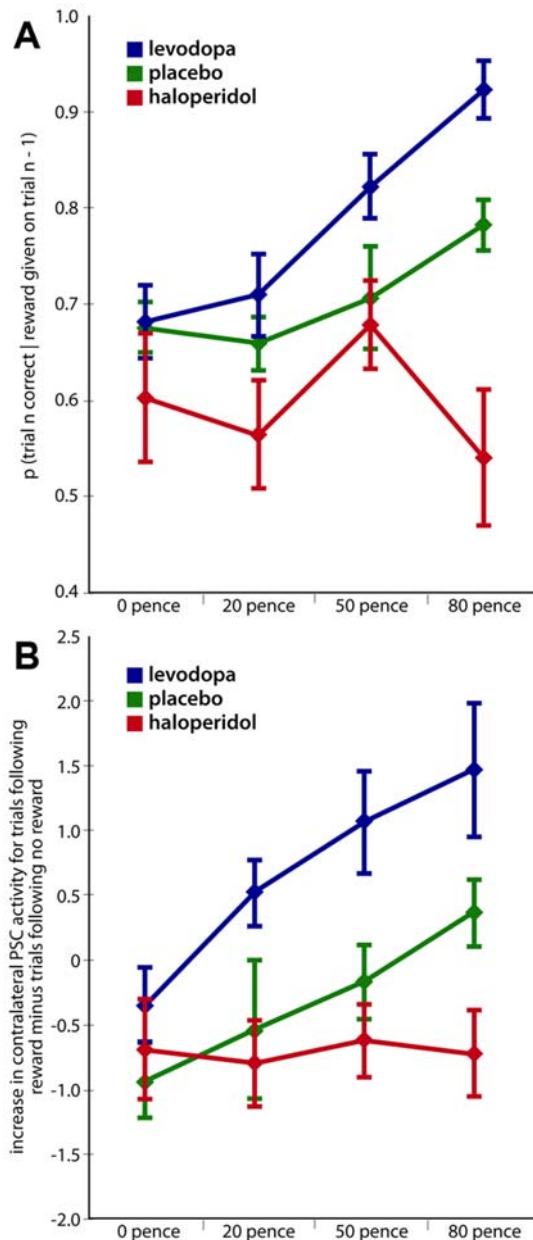 A
1.0
levodopa
placebo
haloperidol
0.9
0.8
0.7
0.6
0.5
0.4
p (trial n correct | reward given on trial n - 1)
0 pence 20 pence 50 pence 80 pence
B
2.5
levodopa
placebo
haloperidol
2.0
1.5
1.0
0.5
0
-0.5
-1.0
-1.5
-2.0
increase in contralateral PSC activity for trials following
reward minus trials following no reward
0 pence 20 pence 50 pence 80 pence